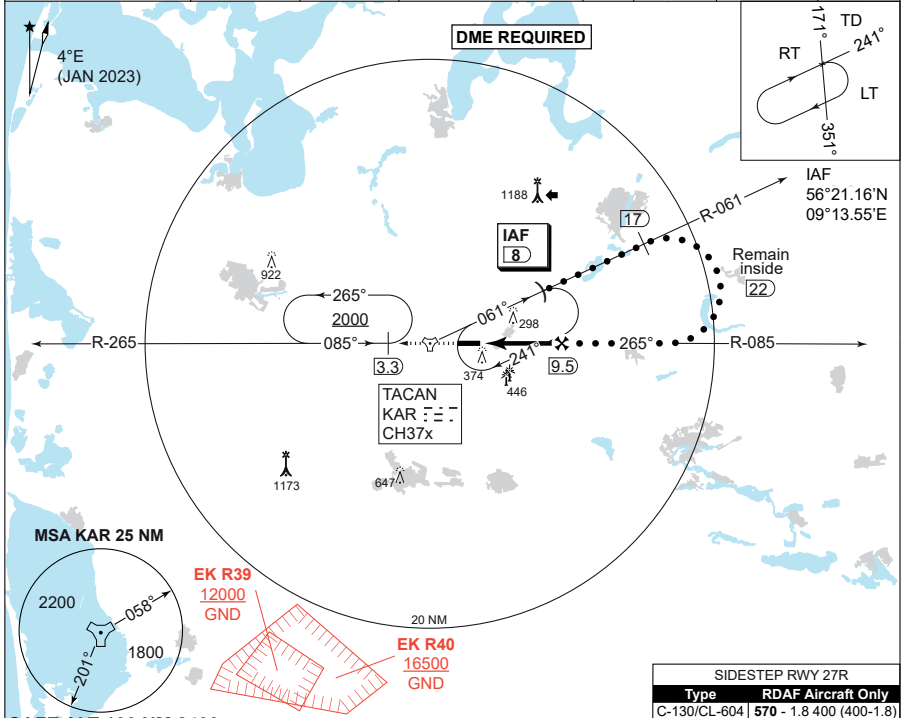 DME REQUIRED
4°E
(JAN 2023)
171°
TD
241°
RT
LT
351°
IAF
56°21.16'N
09°13.55'E
R-061
1188
17
IAF
8
Remain
inside
22
922
265°
2000
061°
298
R-265
085°
265°
R-085
3.3
241°
9.5
374
446
TACAN
KAR
CH37x
1173
647
MSA KAR 25 NM
2200
058°
1800
201°
EK R39
12000
GND
20 NM
EK R40
16500
GND
SIDESTEP RWY 27R
Type RDAF Aircraft Only
C-130/CL-604 570 - 1.8 400 (400-1.8)